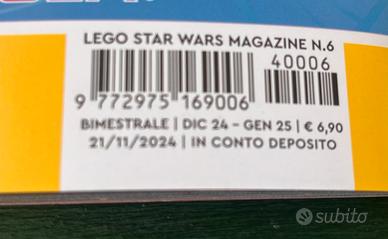 LEGO STAR WARS MAGAZINE N.6
40006
9 772975 169006
BIMESTRALE | DIC 24 – GEN 25 | € 6,90
21/11/2024 | IN CONTO DEPOSITO
subito